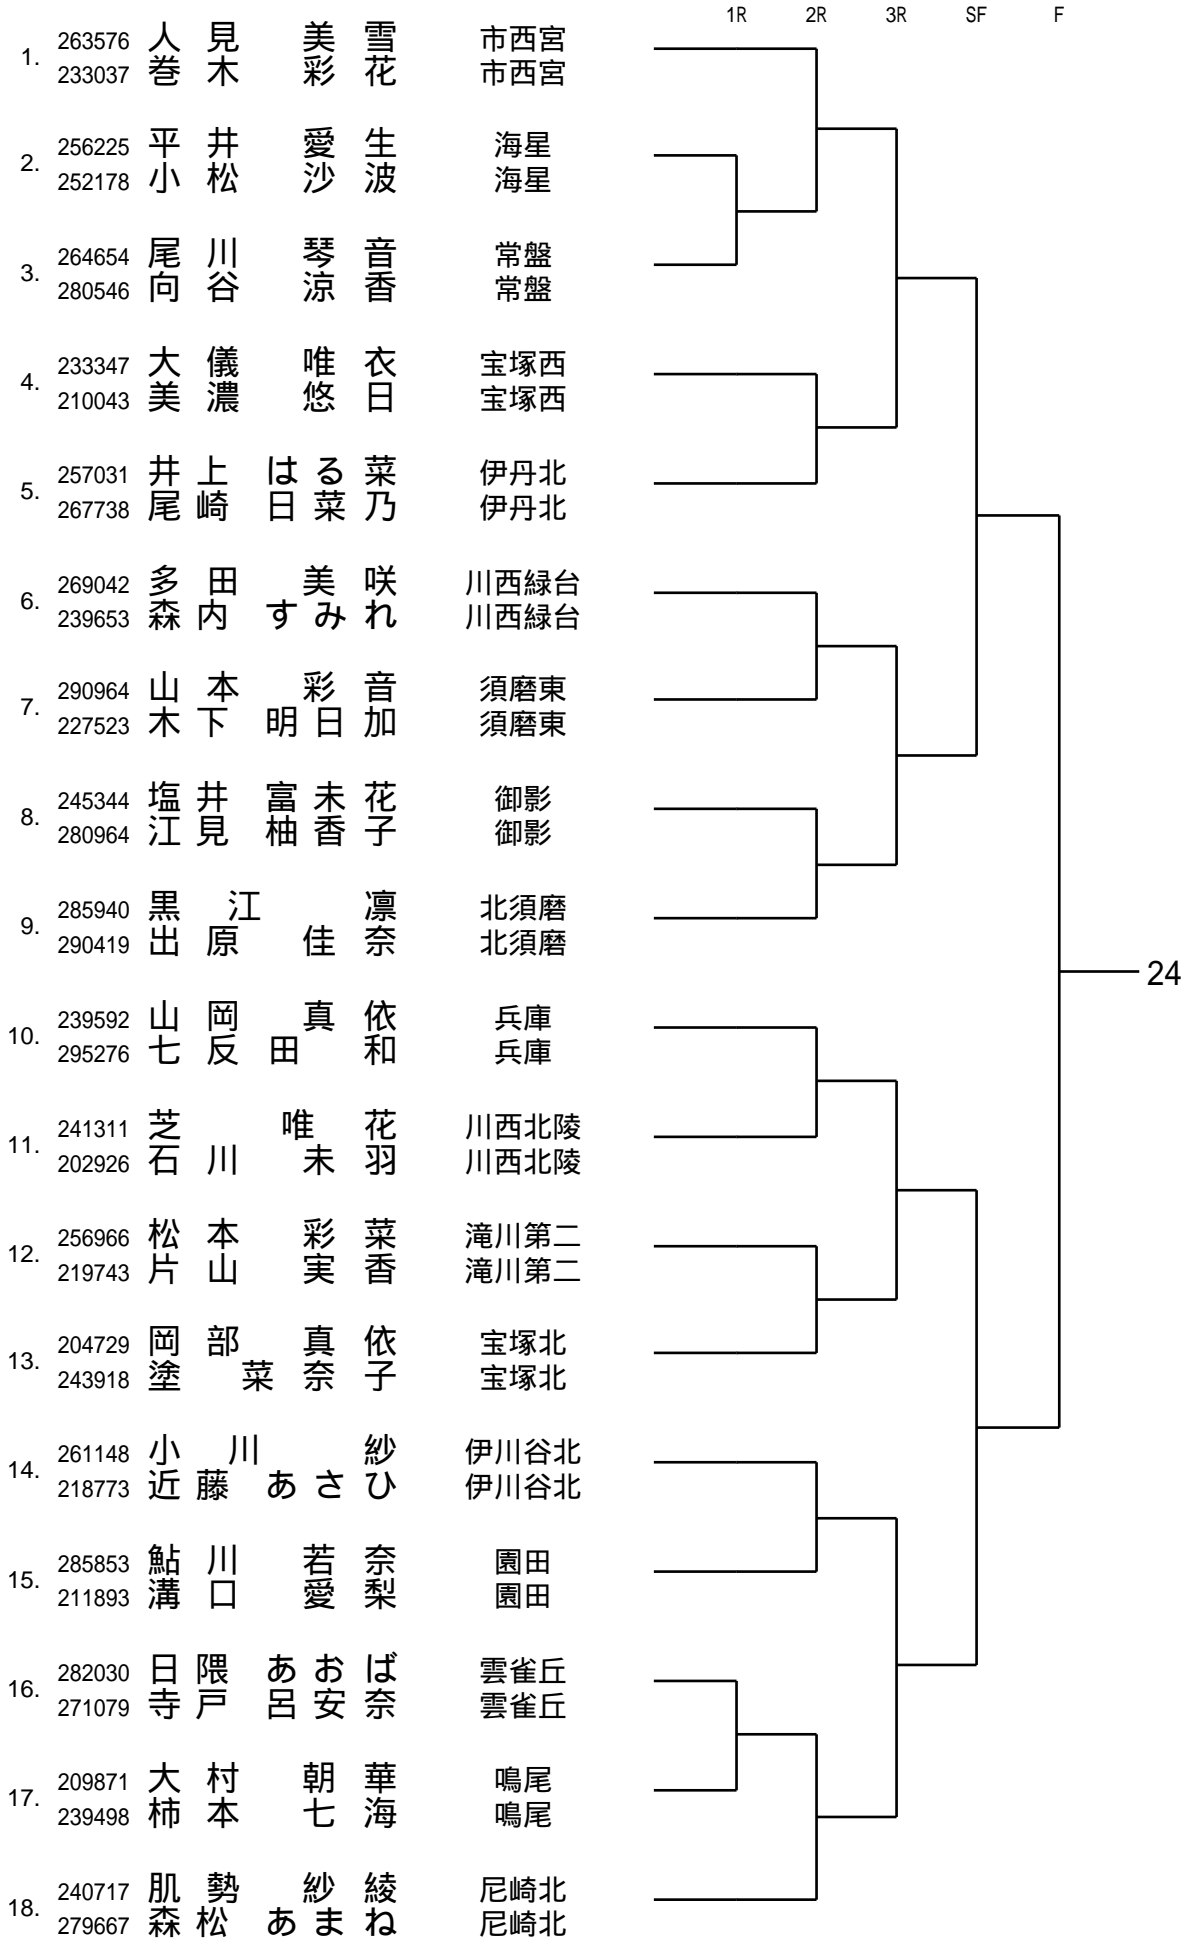 1R 2R 3R SF F
1. 263576 人見 美雪 市西宮
233037 巻木 彩花 市西宮
2. 256225 平井 愛生 海星
252178 小松 沙波 海星
3. 264654 尾川 琴音 常盤
280546 向谷 涼香 常盤
4. 233347 大儀 唯衣 宝塚西
210043 美濃 悠日 宝塚西
5. 257031 井上 はる菜 伊丹北
267738 尾崎 日菜乃 伊丹北
6. 269042 多田 美咲 川西緑台
239653 森内 すみれ 川西緑台
7. 290964 山本 彩音 須磨東
227523 木下 明日加 須磨東
8. 245344 塩井 富未花 御影
280964 江見 柚香子 御影
9. 285940 黒江 凛 北須磨
290419 出原 佳奈 北須磨
24
10. 239592 山岡 真依 兵庫
295276 七反田 和 兵庫
11. 241311 芝 唯花 川西北陵
202926 石川 未羽 川西北陵
12. 256966 松本 彩菜 滝川第二
219743 片山 実香 滝川第二
13. 204729 岡部 真依 宝塚北
243918 塗 菜奈子 宝塚北
14. 261148 小川 紗 伊川谷北
218773 近藤 あさひ 伊川谷北
15. 285853 鮎川 若奈 園田
211893 溝口 愛梨 園田
16. 282030 日隈 あおば 雲雀丘
271079 寺戸 呂安奈 雲雀丘
17. 209871 大村 朝華 鳴尾
239498 柿本 七海 鳴尾
18. 240717 肌勢 紗綾 尼崎北
279667 森松 あまね 尼崎北